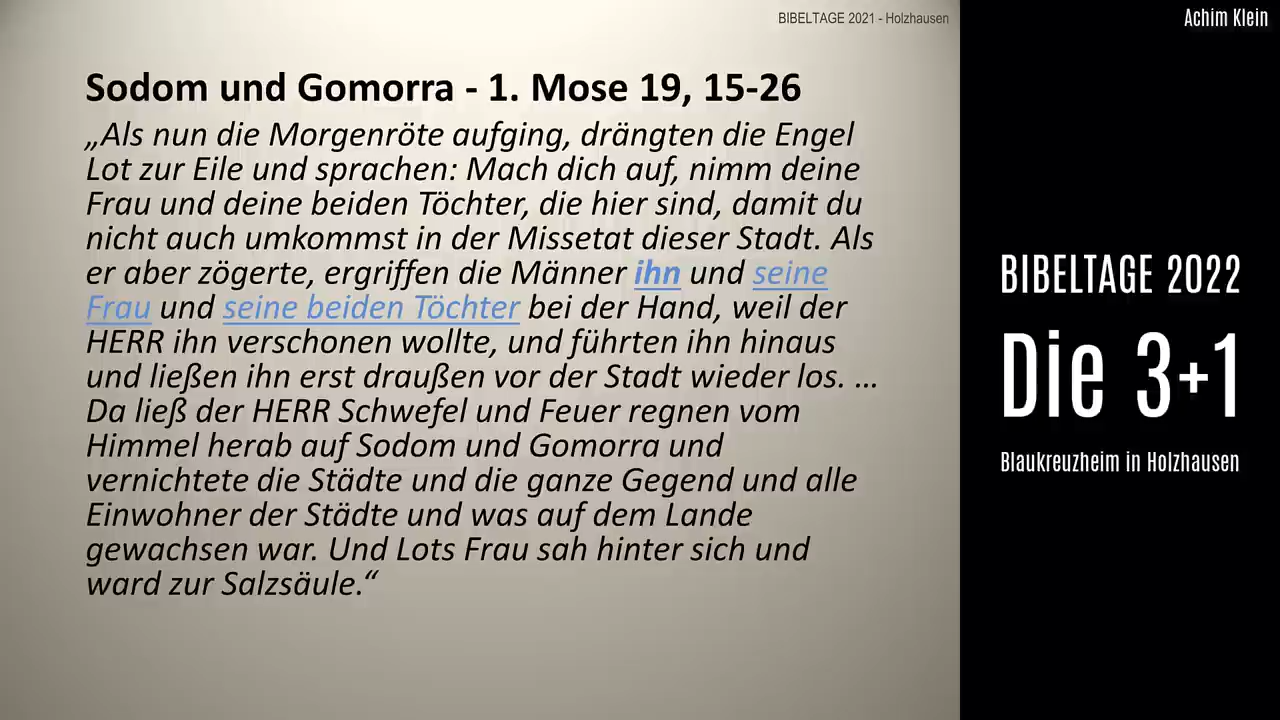 BIBELTAGE 2021 - Holzhausen
Sodom und Gomorra - 1. Mose 19, 15-26
„Als nun die Morgenröte aufging, drängten die Engel
Lot zur Eile und sprachen: Mach dich auf, nimm deine
Frau und deine beiden Töchter, die hier sind, damit du
nicht auch umkommst in der Missetat dieser Stadt. Als
er aber zögerte, ergriffen die Männer ihn und seine
Frau und seine beiden Töchter bei der Hand, weil der
HERR ihn verschonen wollte, und führten ihn hinaus
und ließen ihn erst draußen vor der Stadt wieder los. …
Da ließ der HERR Schwefel und Feuer regnen vom
Himmel herab auf Sodom und Gomorra und
vernichtete die Städte und die ganze Gegend und alle
Einwohner der Städte und was auf dem Lande
gewachsen war. Und Lots Frau sah hinter sich und
ward zur Salzsäule.“
Achim Klein
BIBELTAGE 2022
Die 3+1
Blaukreuzheim in Holzhausen